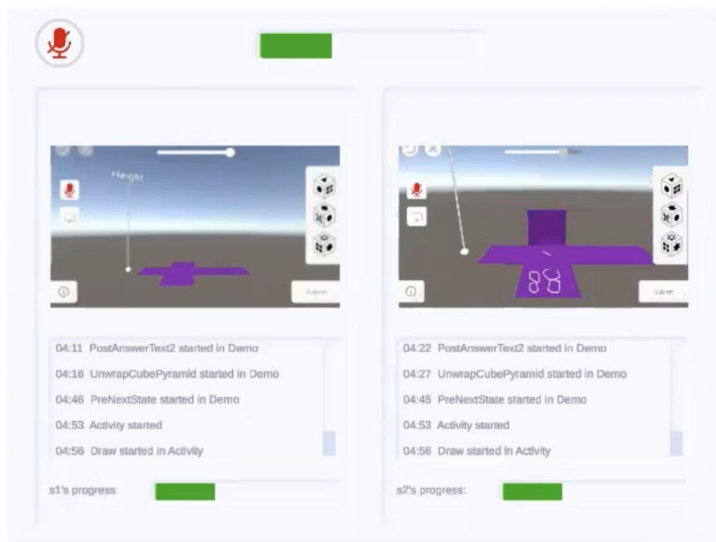 Height
Submit
04:11 PostAnswerText2 started in Demo
04:16 UnwrapCubePyramid started in Demo
04:46 PreNextState started in Demo
04:53 Activity started
04:56 Draw started in Activity
s1's progress:
Submit
04:22 PostAnswerText2 started in Demo
04:27 UnwrapCubePyramid started in Demo
04:45 PreNextState started in Demo
04:53 Activity started
04:56 Draw started in Activity
s2's progress: